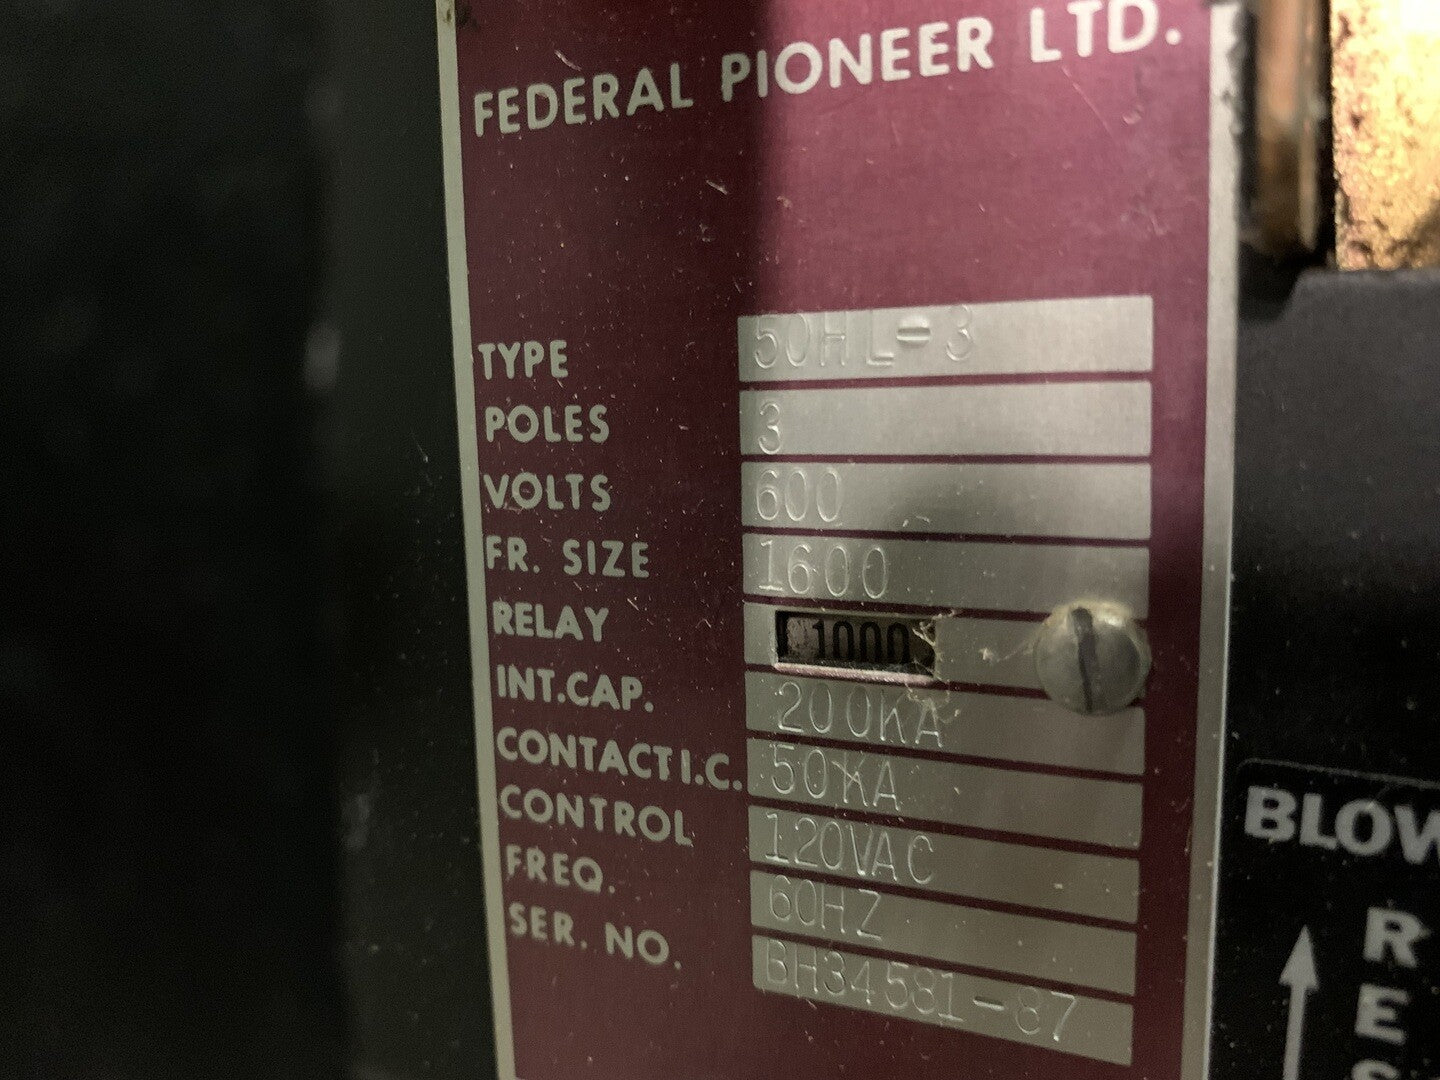 FEDERAL PIONEER LTD.
TYPE 50HL-3
POLES 3
VOLTS 600
FR. SIZE 1600
RELAY 1000
INT.CAP. 200KA
CONTACT I.C. 50KA
CONTROL 120VAC
FREQ. 60HZ
SER. NO. BH34581-87
BLOW
R
E
S